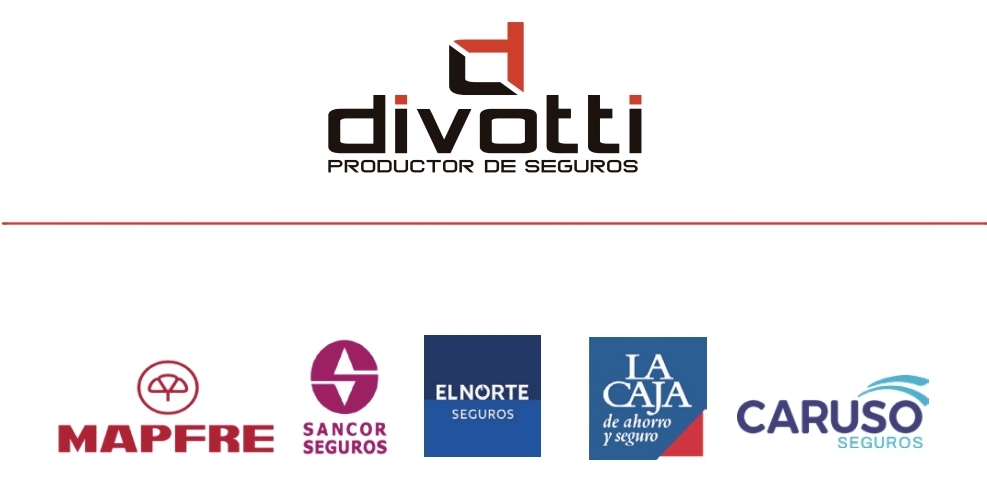 divotti
PRODUCTOR DE SEGUROS
MAPFRE
SANCOR
SEGUROS
ELNORTE
SEGUROS
LA
CAJA
de ahorro
y seguro
CARUSO
SEGUROS